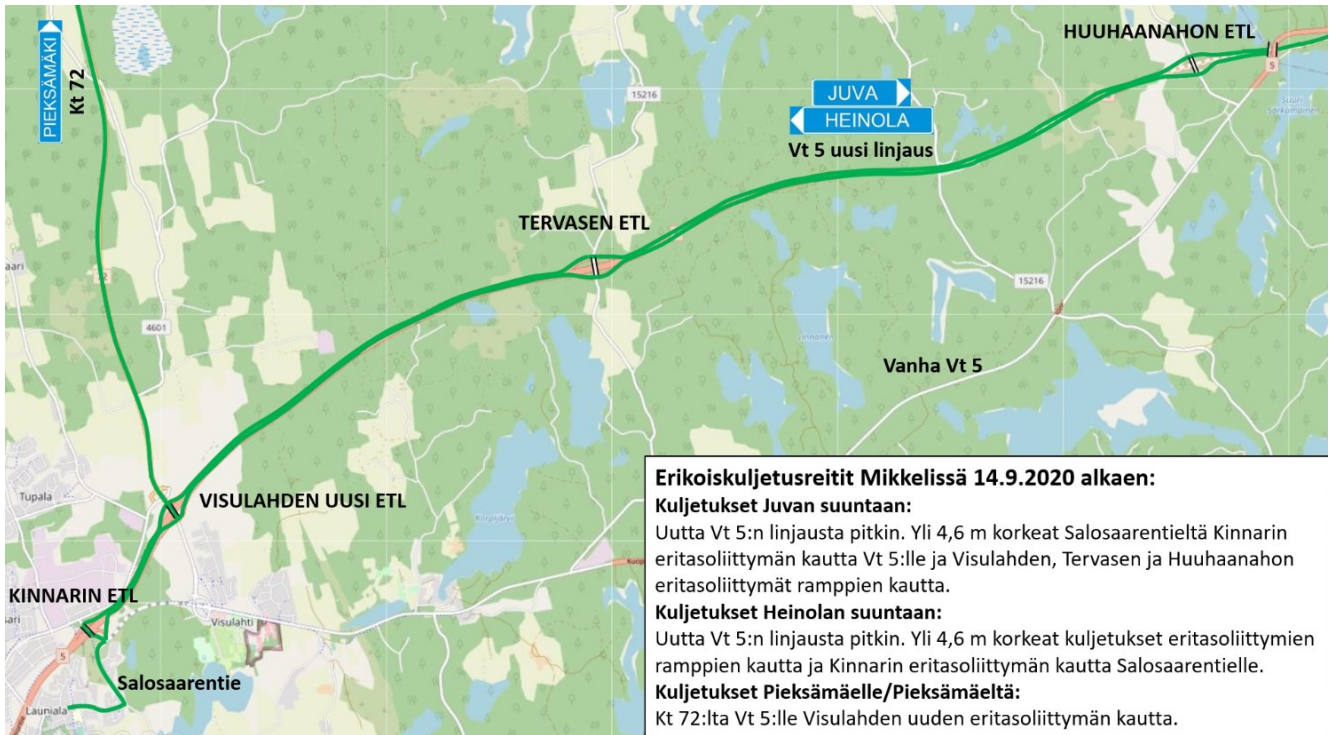 HUUHAANAHON ETL
5
PIEKSÄMÄKI
Kt 72
15216
JUVA
HEINOLA
Vt 5 uusi linjaus
TERVASEN ETL
15216
4601
Vanha Vt 5
Tupala
VISULAHDEN UUSI ETL
Korpijärvi
KINNARIN ETL
Visulahti
5
Salosaarentie
Launiala
Erikoiskuljetusreitit Mikkelissä 14.9.2020 alkaen:
Kuljetukset Juvan suuntaan:
Uutta Vt 5:n linjausta pitkin. Yli 4,6 m korkeat Salosaarentieltä Kinnarin
eritasoliittymän kautta Vt 5:lle ja Visulahden, Tervasen ja Huuhaanahon
eritasoliittymät ramppien kautta.
Kuljetukset Heinolan suuntaan:
Uutta Vt 5:n linjausta pitkin. Yli 4,6 m korkeat kuljetukset eritasoliittymien
ramppien kautta ja Kinnarin eritasoliittymän kautta Salosaarentielle.
Kuljetukset Pieksämäelle/Pieksämäeltä:
Kt 72:lta Vt 5:lle Visulahden uuden eritasoliittymän kautta.